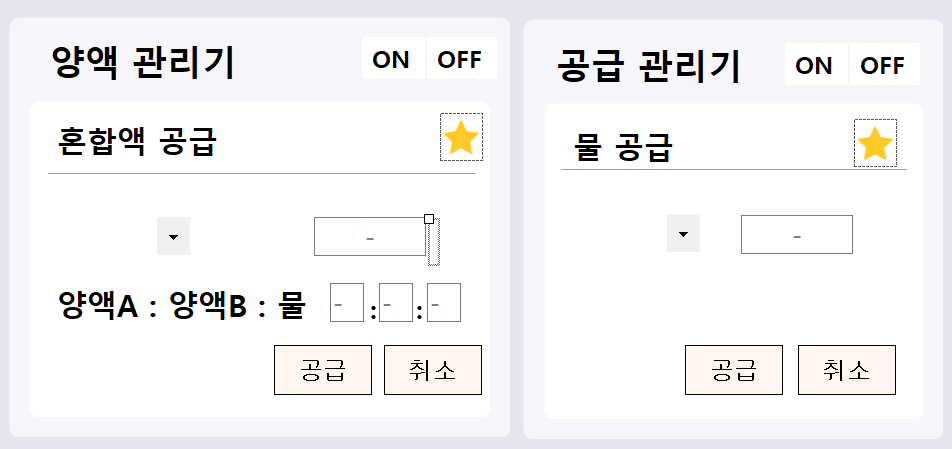 양액 관리기 ON OFF
혼합액 공급
-
양액A : 양액B : 물 - : - : -
공급 취소
공급 관리기 ON OFF
물 공급
-
공급 취소